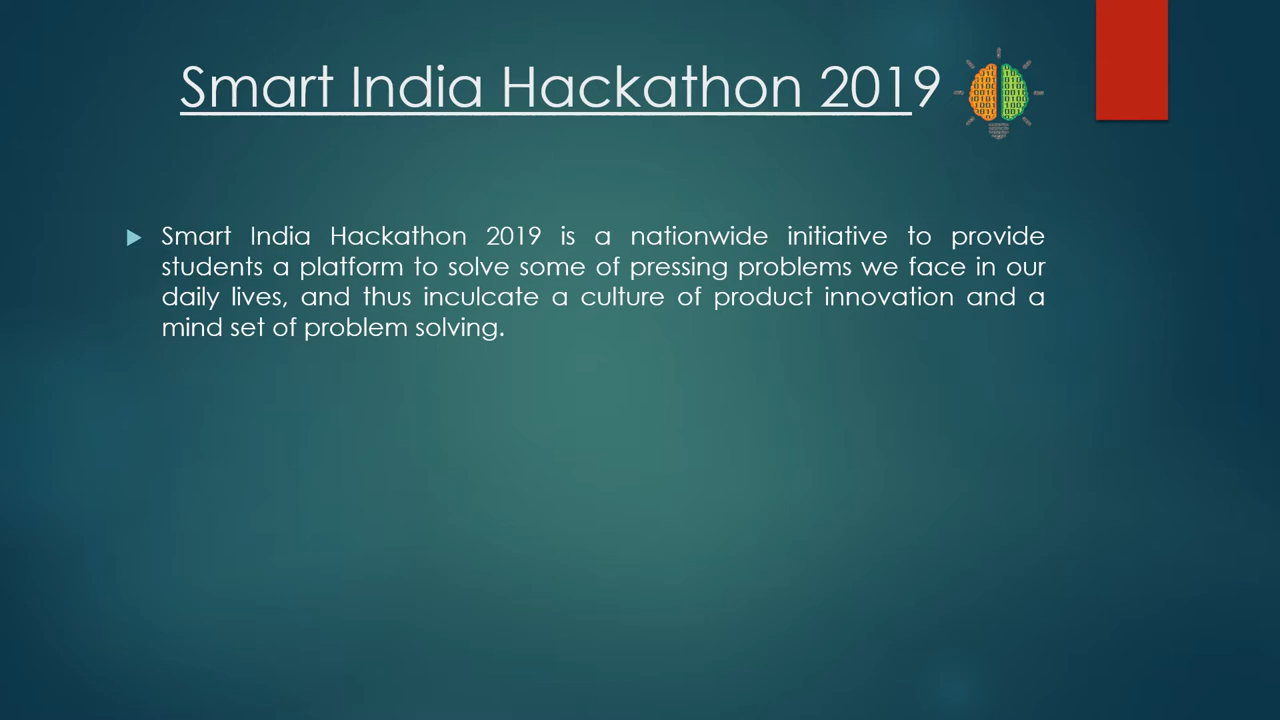 Smart India Hackathon 2019
Smart India Hackathon 2019 is a nationwide initiative to provide
students a platform to solve some of pressing problems we face in our
daily lives, and thus inculcate a culture of product innovation and a
mind set of problem solving.